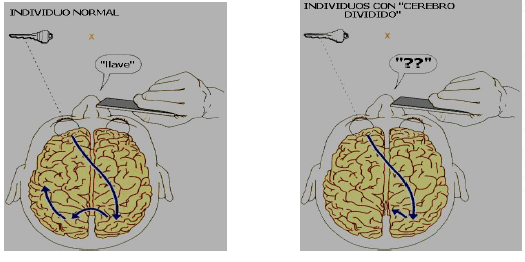 INDIVIDUO NORMAL
x
"llave"
INDIVIDUOS CON "CEREBRO
DIVIDIDO"
x
"??"